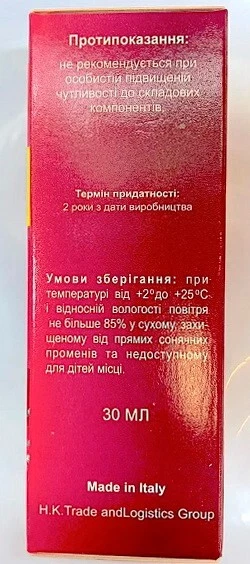 Протипоказання:
не рекомендується при
особистій підвищеній
чутливості до складових
компонентів.
Термін придатності:
2 роки з дати виробництва
Умови зберігання: при
температурі від +2°до +25°С
і відносній вологості повітря
не більше 85% у сухому, захи-
щеному від прямих сонячних
променів та недоступному
для дітей місці.
30 МЛ
Made in Italy
H.K.Trade andLogistics Group